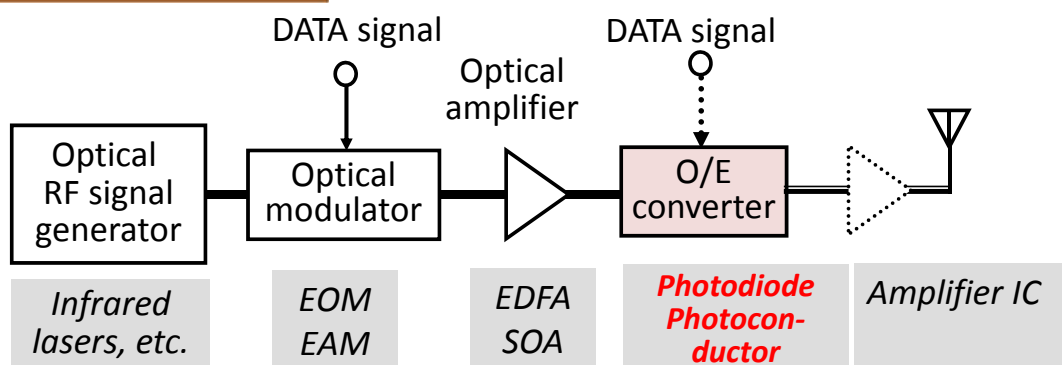 DATA signal
DATA signal
Optical
amplifier
Optical
RF signal
generator
Optical
modulator
O/E
converter
Infrared
lasers, etc.
EOM
EAM
EDFA
SOA
Photodiode
Photocon-
ductor
Amplifier IC